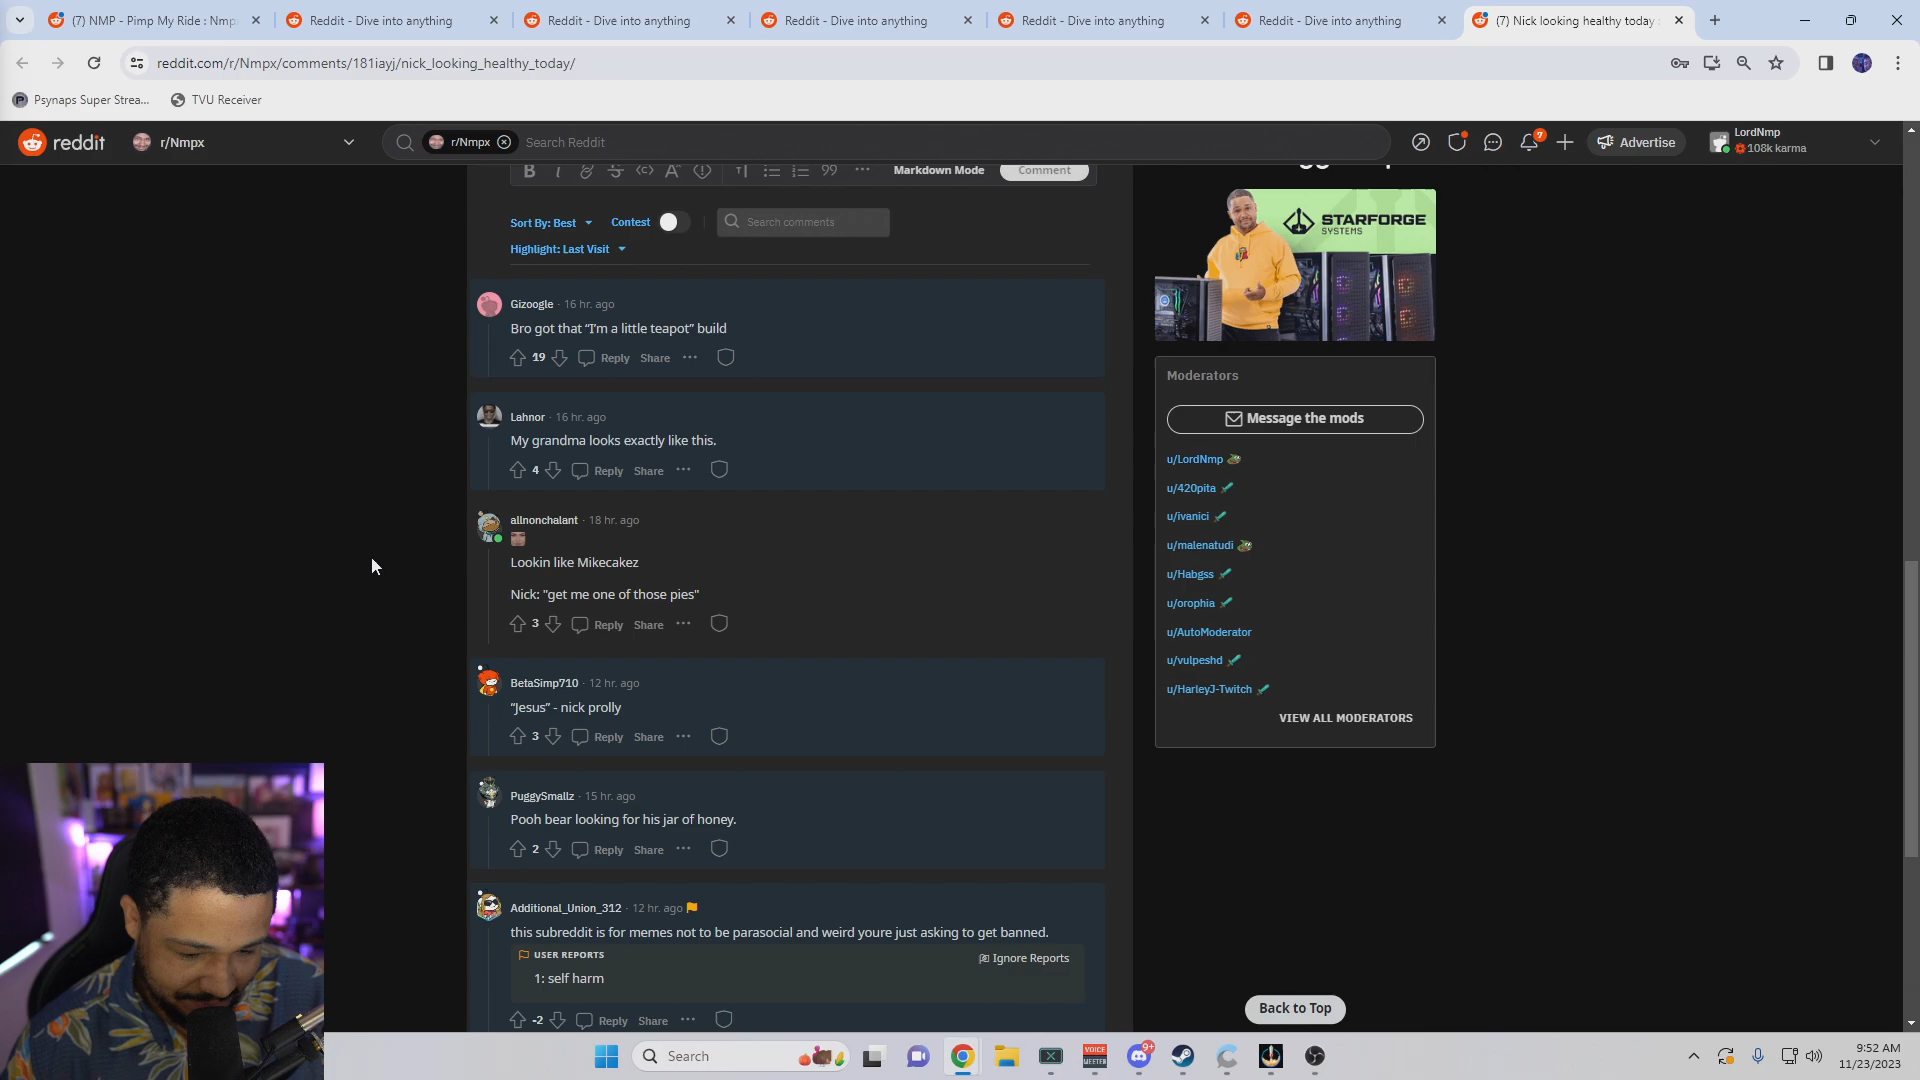 (7) NMP - Pimp My Ride : Nmp
Reddit - Dive into anything
Reddit - Dive into anything
Reddit - Dive into anything
Reddit - Dive into anything
Reddit - Dive into anything
(7) Nick looking healthy today
reddit.com/r/Nmpx/comments/181iayj/nick_looking_healthy_today/
Psynaps Super Strea...
TVU Receiver
reddit
r/Nmpx
r/Nmpx
Search Reddit
7
Advertise
LordNmp
108k karma
Markdown Mode
Comment
Sort By: Best
Contest
Search comments
Highlight: Last Visit
Gizoogle · 16 hr. ago
Bro got that “I’m a little teapot” build
19 Reply Share
Lahnor · 16 hr. ago
My grandma looks exactly like this.
4 Reply Share
allnonchalant · 18 hr. ago
Lookin like Mikecakez
Nick: "get me one of those pies"
3 Reply Share
BetaSimp710 · 12 hr. ago
“Jesus” - nick prolly
3 Reply Share
PuggySmallz · 15 hr. ago
Pooh bear looking for his jar of honey.
2 Reply Share
Additional_Union_312 · 12 hr. ago
this subreddit is for memes not to be parasocial and weird youre just asking to get banned.
USER REPORTS
Ignore Reports
1: self harm
-2 Reply Share
STARFORGE
SYSTEMS
Moderators
Message the mods
u/LordNmp
u/420pita
u/ivanici
u/malenatudi
u/Habgss
u/orophia
u/AutoModerator
u/vulpeshd
u/HarleyJ-Twitch
VIEW ALL MODERATORS
Back to Top
Search
VOICE
MEETER
9+
9:52 AM
11/23/2023